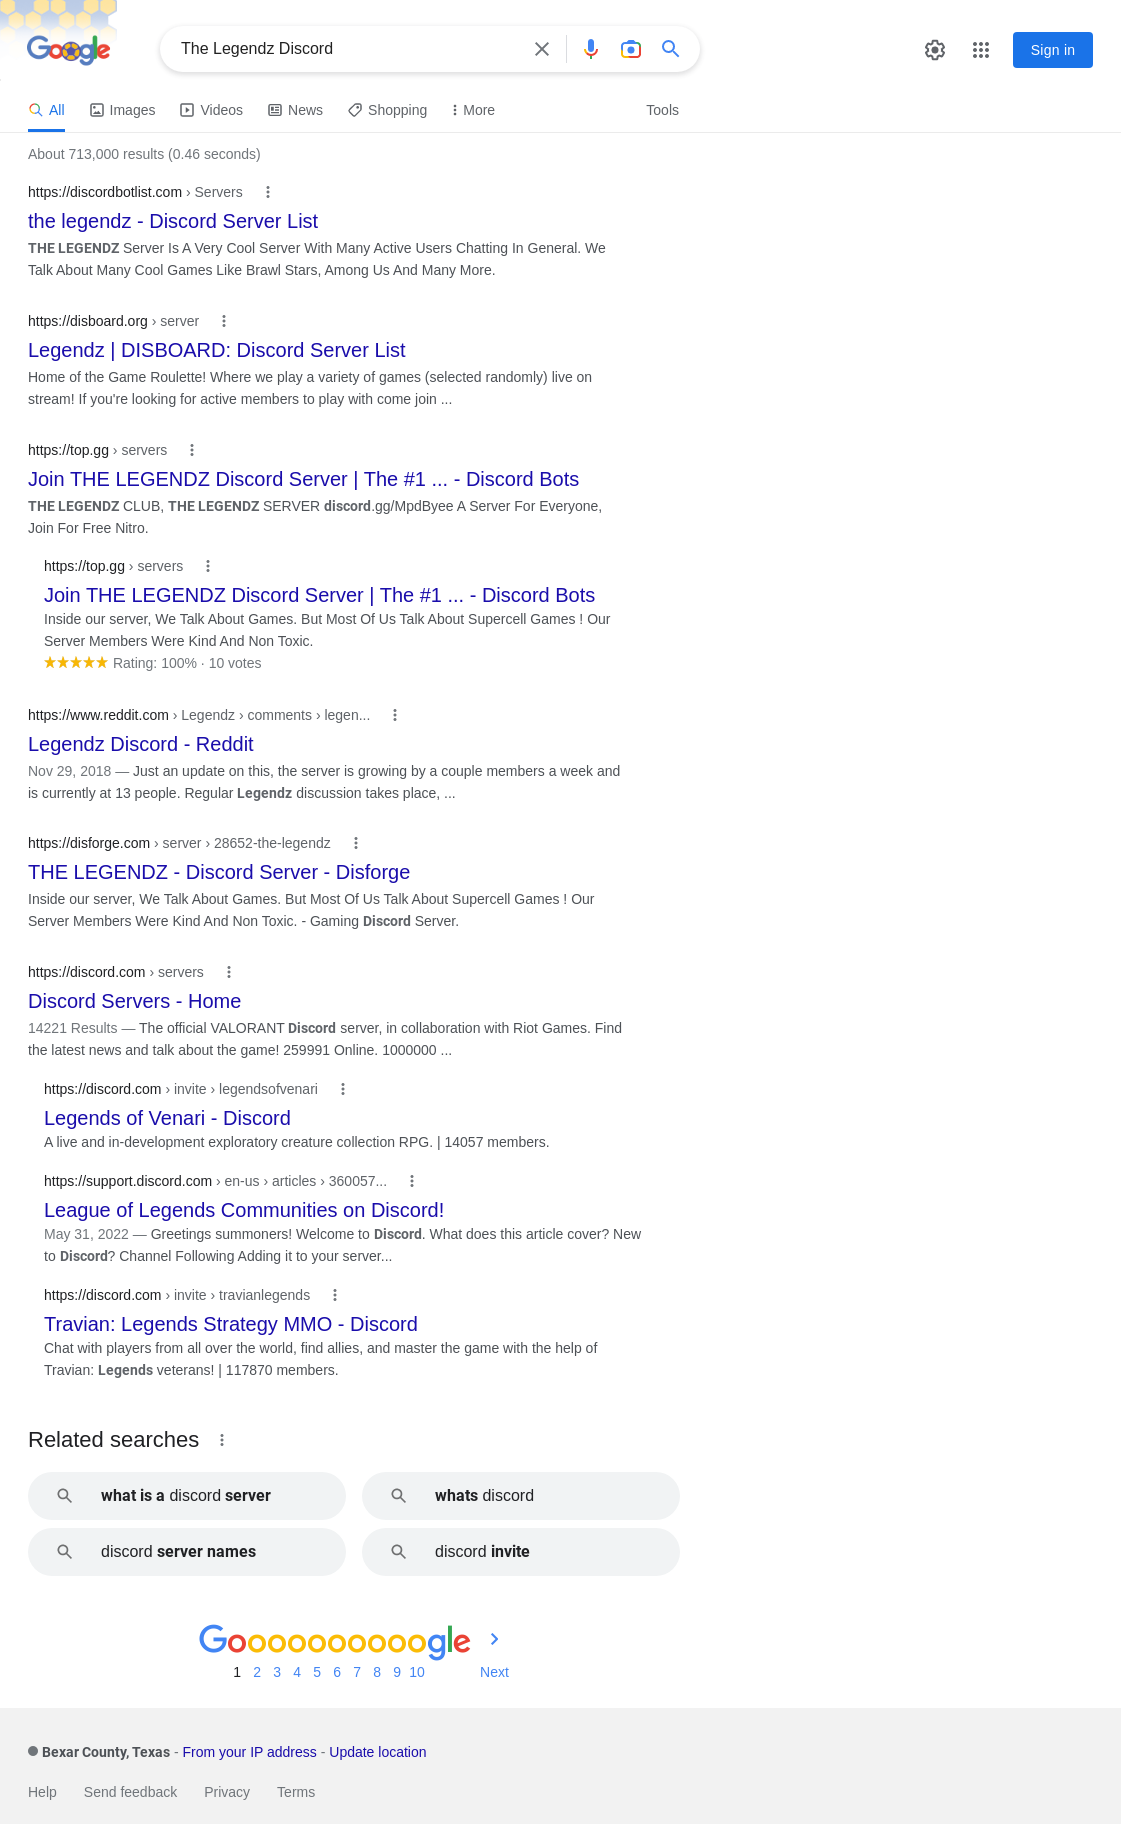 Google
The Legendz Discord
Sign in
All
Images
Videos
News
Shopping
More
Tools
About 713,000 results (0.46 seconds)
https://discordbotlist.com › Servers
the legendz - Discord Server List
THE LEGENDZ Server Is A Very Cool Server With Many Active Users Chatting In General. We
Talk About Many Cool Games Like Brawl Stars, Among Us And Many More.
https://disboard.org › server
Legendz | DISBOARD: Discord Server List
Home of the Game Roulette! Where we play a variety of games (selected randomly) live on
stream! If you're looking for active members to play with come join ...
https://top.gg › servers
Join THE LEGENDZ Discord Server | The #1 ... - Discord Bots
THE LEGENDZ CLUB, THE LEGENDZ SERVER discord.gg/MpdByee A Server For Everyone,
Join For Free Nitro.
https://top.gg › servers
Join THE LEGENDZ Discord Server | The #1 ... - Discord Bots
Inside our server, We Talk About Games. But Most Of Us Talk About Supercell Games ! Our
Server Members Were Kind And Non Toxic.
Rating: 100% · 10 votes
https://www.reddit.com › Legendz › comments › legen...
Legendz Discord - Reddit
Nov 29, 2018 — Just an update on this, the server is growing by a couple members a week and
is currently at 13 people. Regular Legendz discussion takes place, ...
https://disforge.com › server › 28652-the-legendz
THE LEGENDZ - Discord Server - Disforge
Inside our server, We Talk About Games. But Most Of Us Talk About Supercell Games ! Our
Server Members Were Kind And Non Toxic. - Gaming Discord Server.
https://discord.com › servers
Discord Servers - Home
14221 Results — The official VALORANT Discord server, in collaboration with Riot Games. Find
the latest news and talk about the game! 259991 Online. 1000000 ...
https://discord.com › invite › legendsofvenari
Legends of Venari - Discord
A live and in-development exploratory creature collection RPG. | 14057 members.
https://support.discord.com › en-us › articles › 360057...
League of Legends Communities on Discord!
May 31, 2022 — Greetings summoners! Welcome to Discord. What does this article cover? New
to Discord? Channel Following Adding it to your server...
https://discord.com › invite › travianlegends
Travian: Legends Strategy MMO - Discord
Chat with players from all over the world, find allies, and master the game with the help of
Travian: Legends veterans! | 117870 members.
Related searches
what is a discord server
whats discord
discord server names
discord invite
Goooooooooogle
1 2 3 4 5 6 7 8 9 10 Next
Bexar County, Texas - From your IP address - Update location
Help Send feedback Privacy Terms